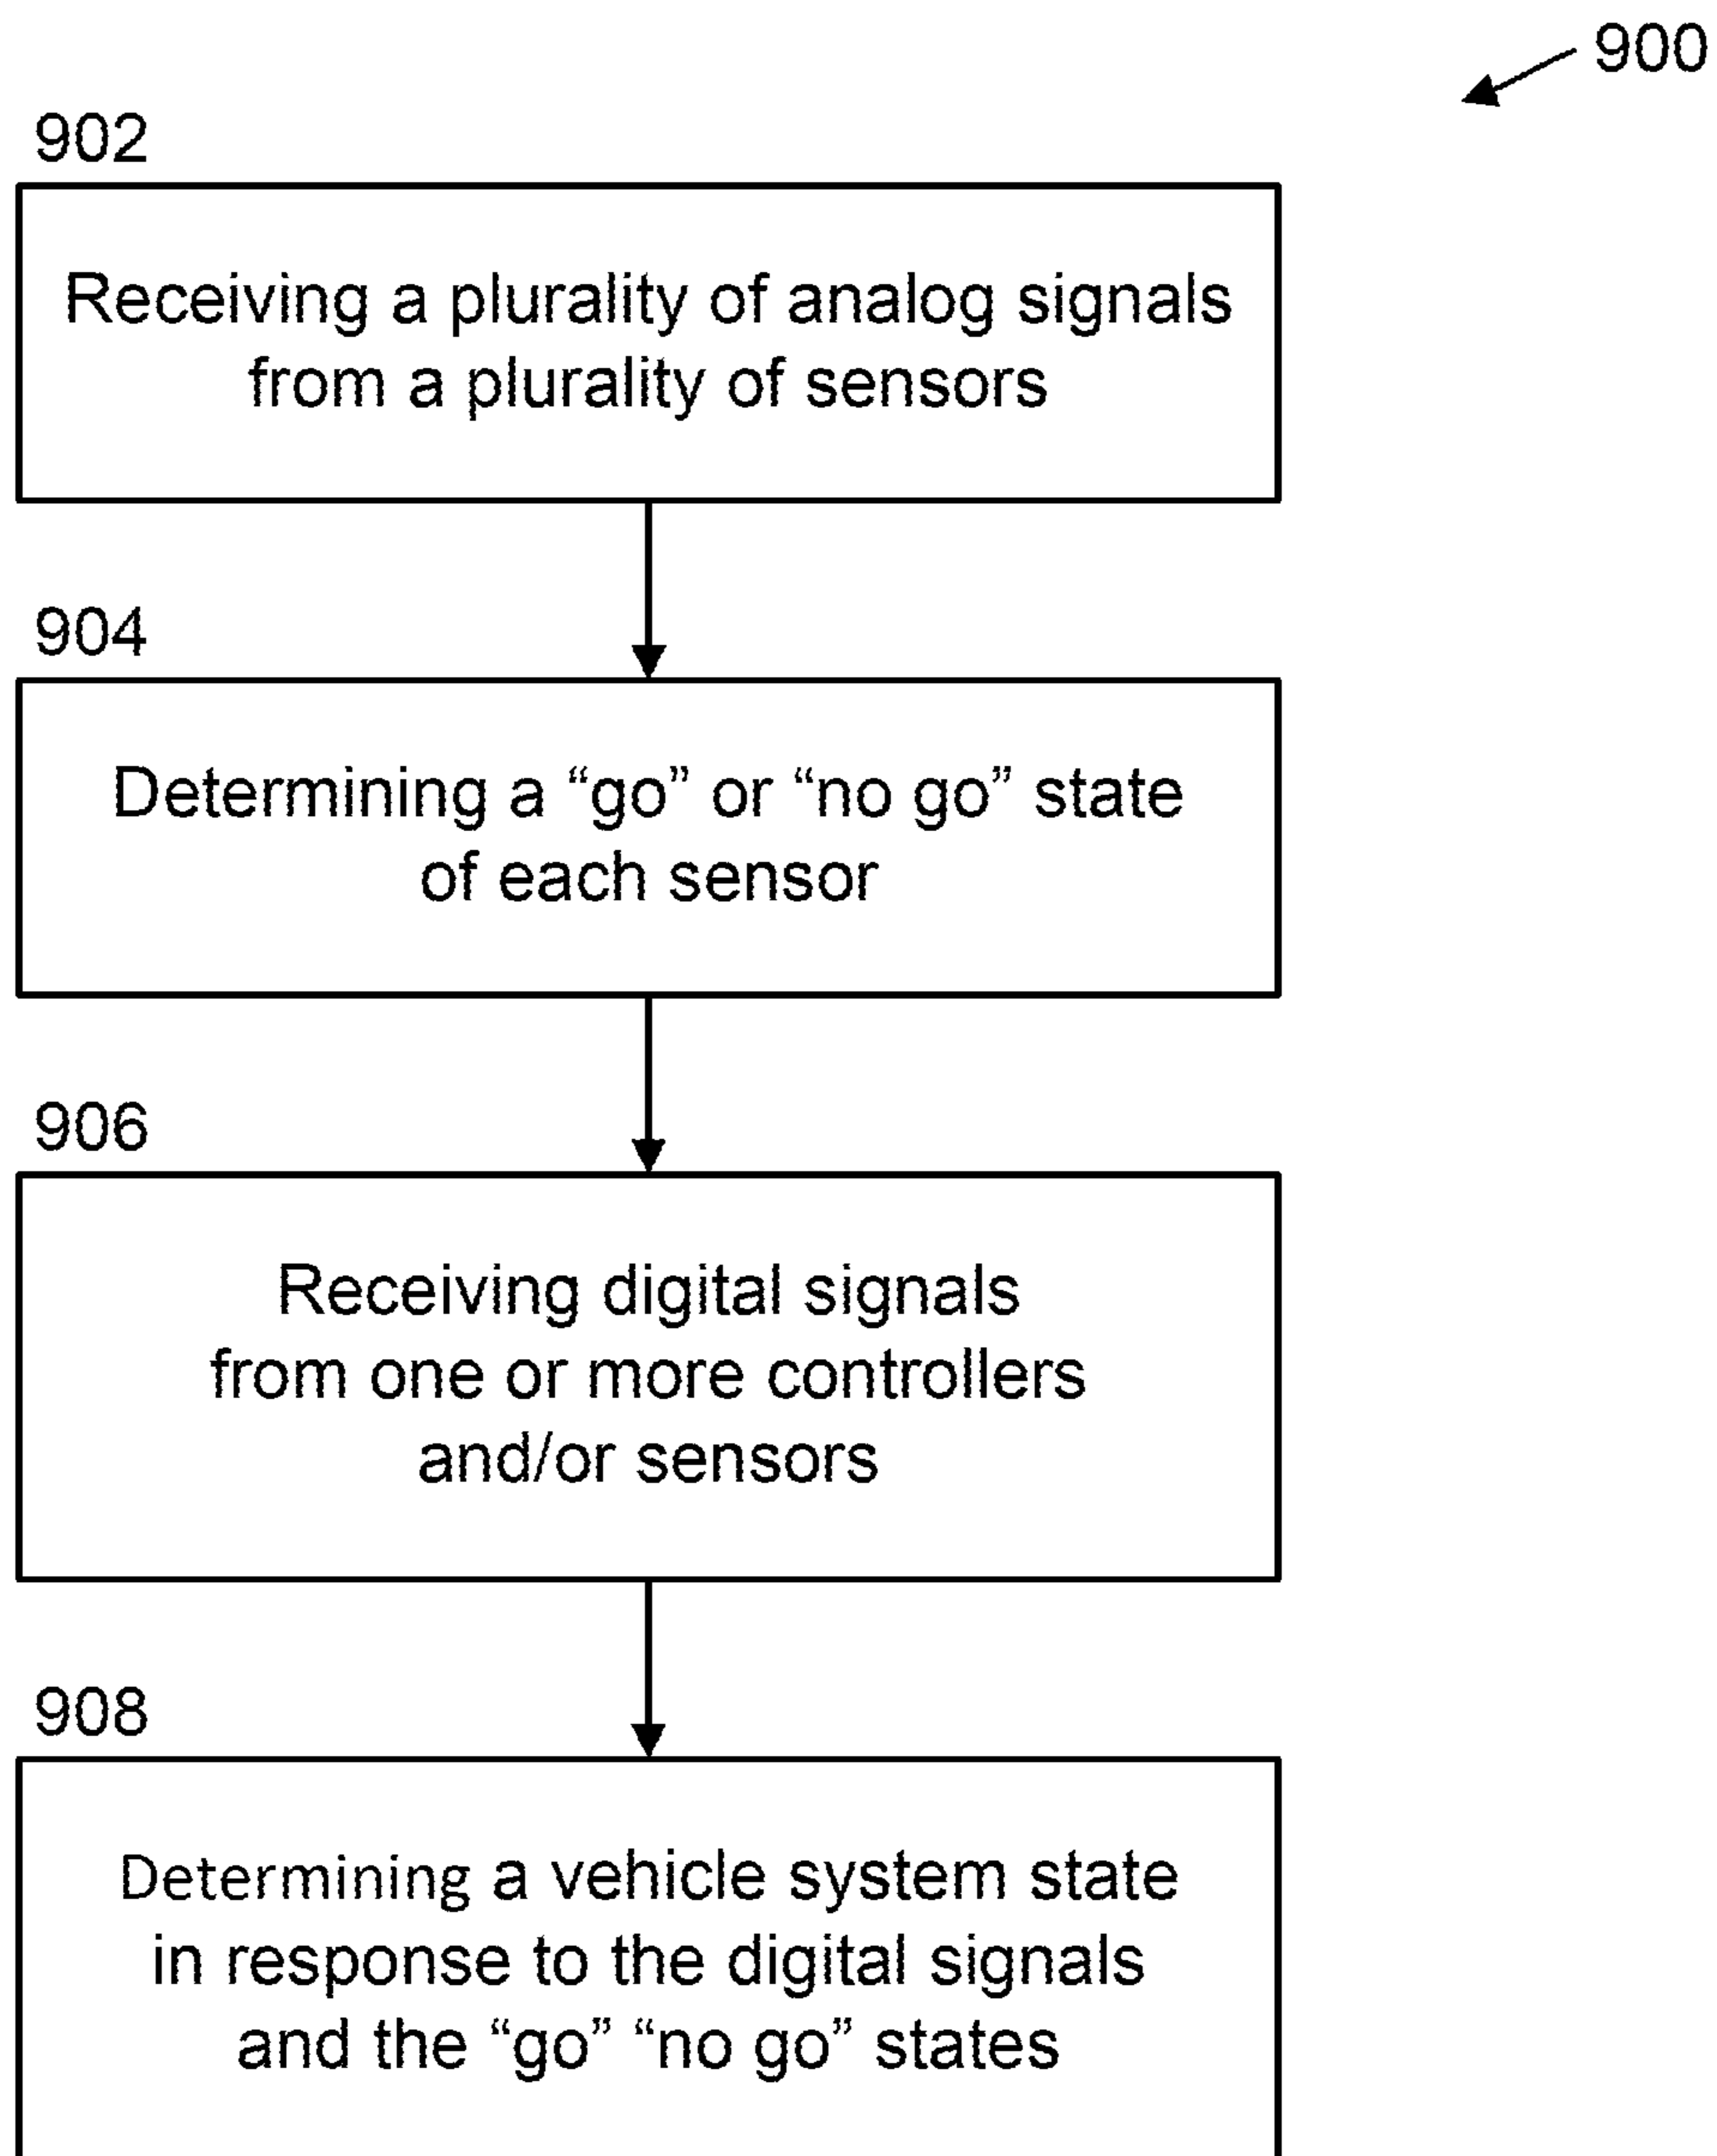 900
902
Receiving a plurality of analog signals
from a plurality of sensors
904
Determining a “go” or “no go” state
of each sensor
906
Receiving digital signals
from one or more controllers
and/or sensors
908
Determining a vehicle system state
in response to the digital signals
and the “go” “no go” states